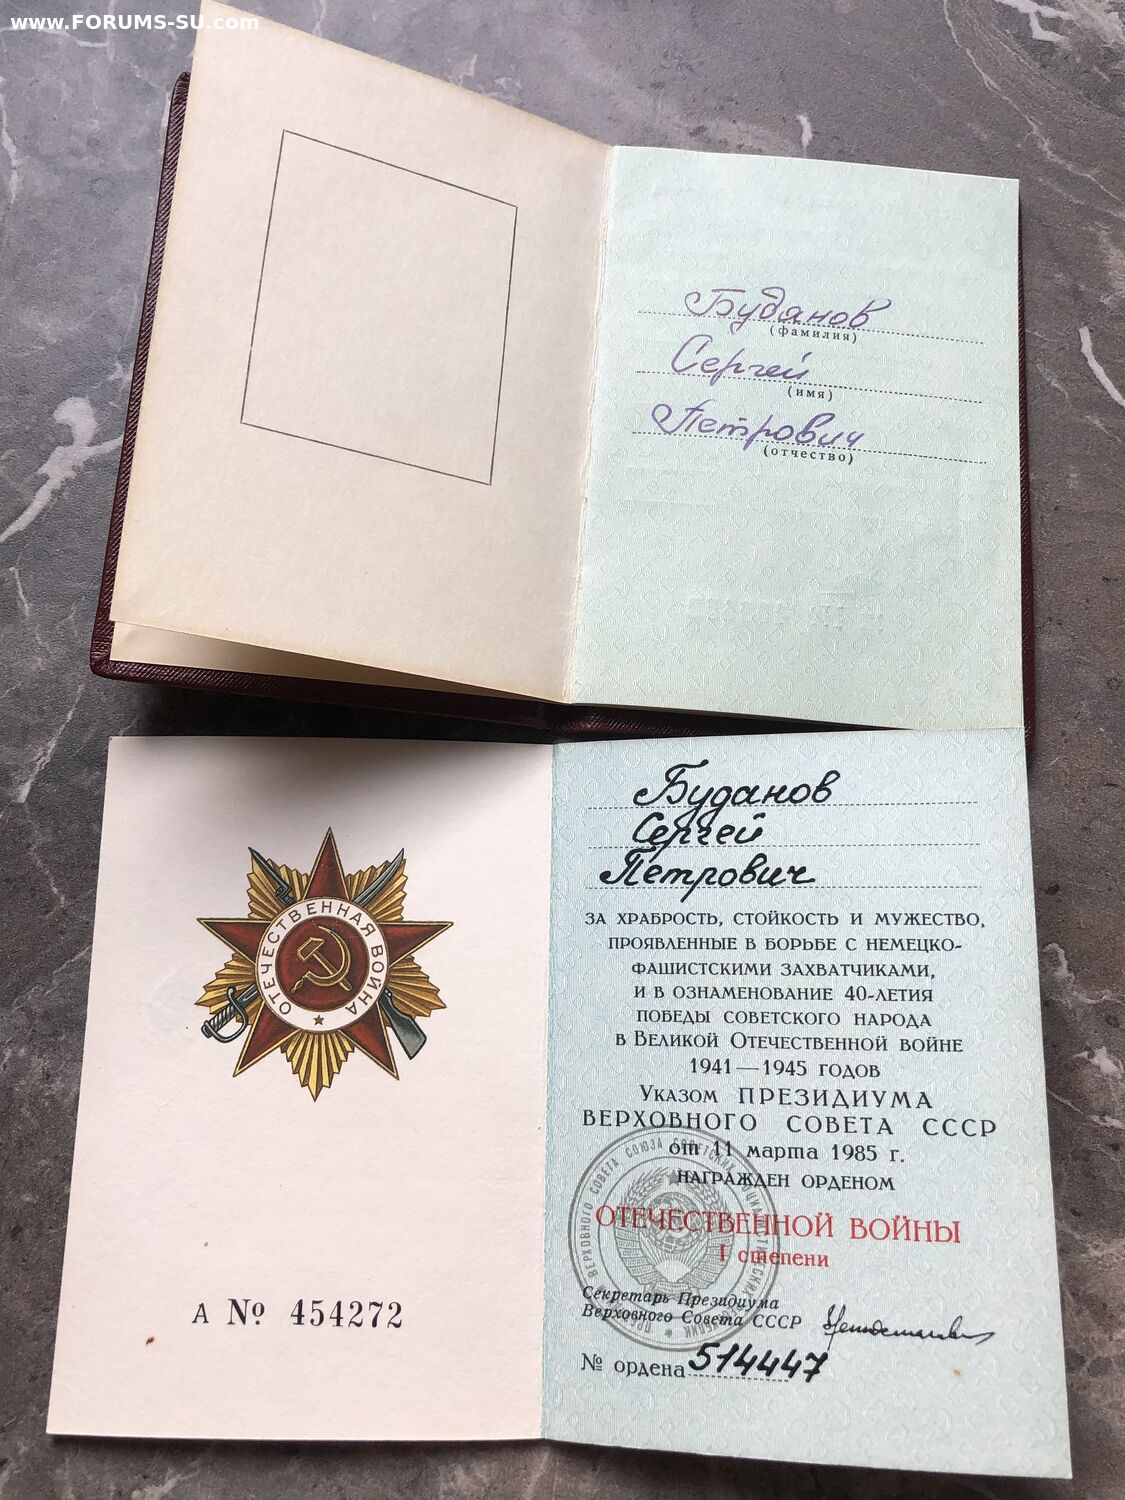 www.FORUMS-SU.com
Буданов
(фамилия)
Сергей
(имя)
Петрович
(отчество)
ОТЕЧЕСТВЕННАЯ ВОЙНА
А № 454272
Буданов
Сергей
Петрович
ЗА ХРАБРОСТЬ, СТОЙКОСТЬ И МУЖЕСТВО,
ПРОЯВЛЕННЫЕ В БОРЬБЕ С НЕМЕЦКО-
ФАШИСТСКИМИ ЗАХВАТЧИКАМИ,
И В ОЗНАМЕНОВАНИЕ 40-ЛЕТИЯ
ПОБЕДЫ СОВЕТСКОГО НАРОДА
В ВЕЛИКОЙ ОТЕЧЕСТВЕННОЙ ВОЙНЕ
1941—1945 ГОДОВ
УКАЗОМ ПРЕЗИДИУМА
ВЕРХОВНОГО СОВЕТА СССР
от 11 марта 1985 г.
НАГРАЖДЕН ОРДЕНОМ
ОТЕЧЕСТВЕННОЙ ВОЙНЫ
I степени
Секретарь Президиума
Верховного Совета СССР
№ ордена 514447